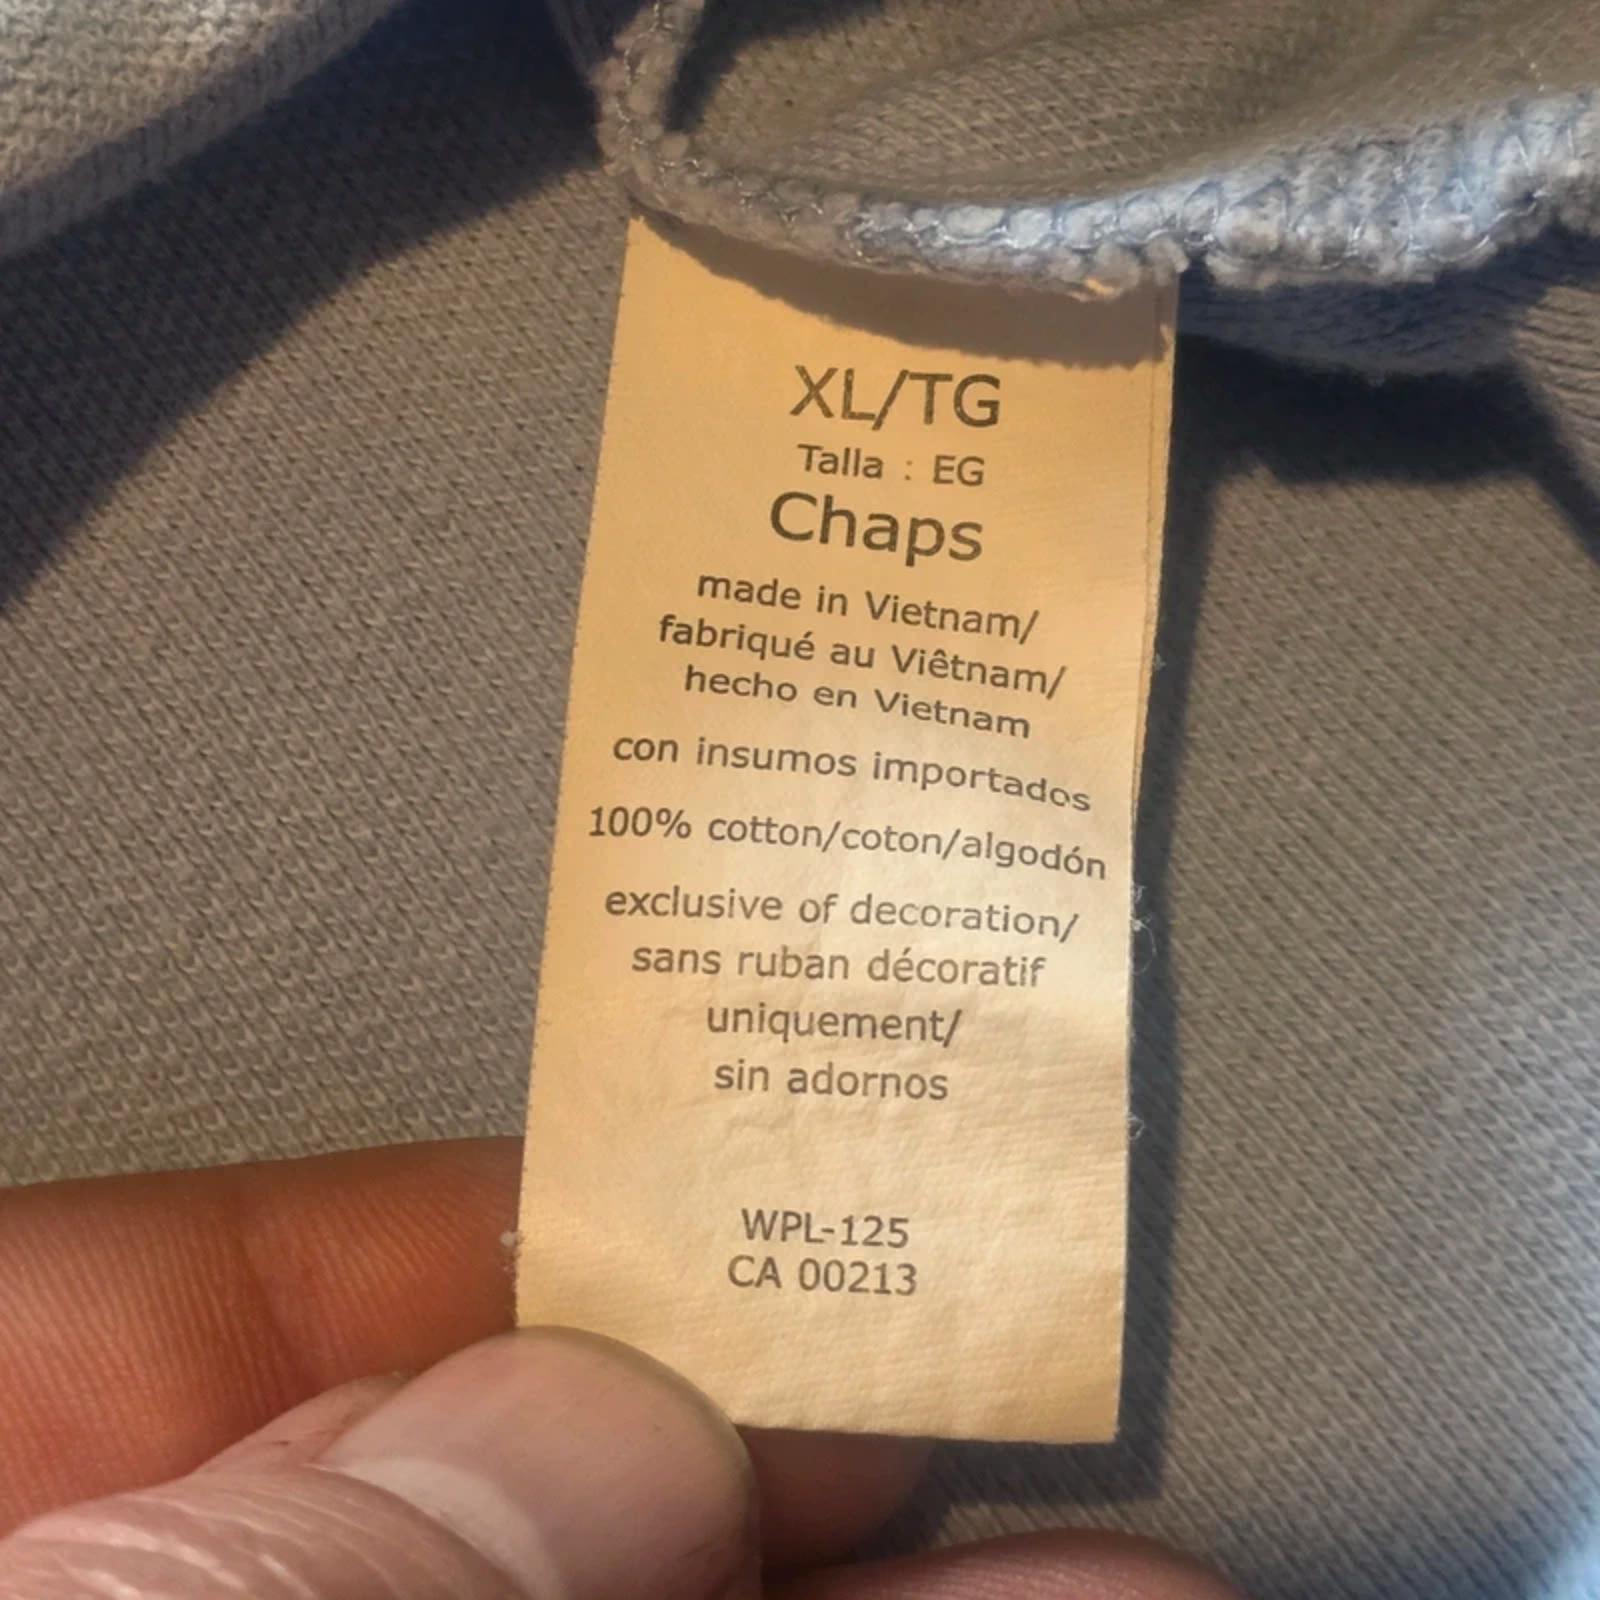 XL/TG
Talla : EG
Chaps
made in Vietnam/
fabriqué au Viêtnam/
hecho en Vietnam
con insumos importados
100% cotton/coton/algodón
exclusive of decoration/
sans ruban décoratif
uniquement/
sin adornos
WPL-125
CA 00213